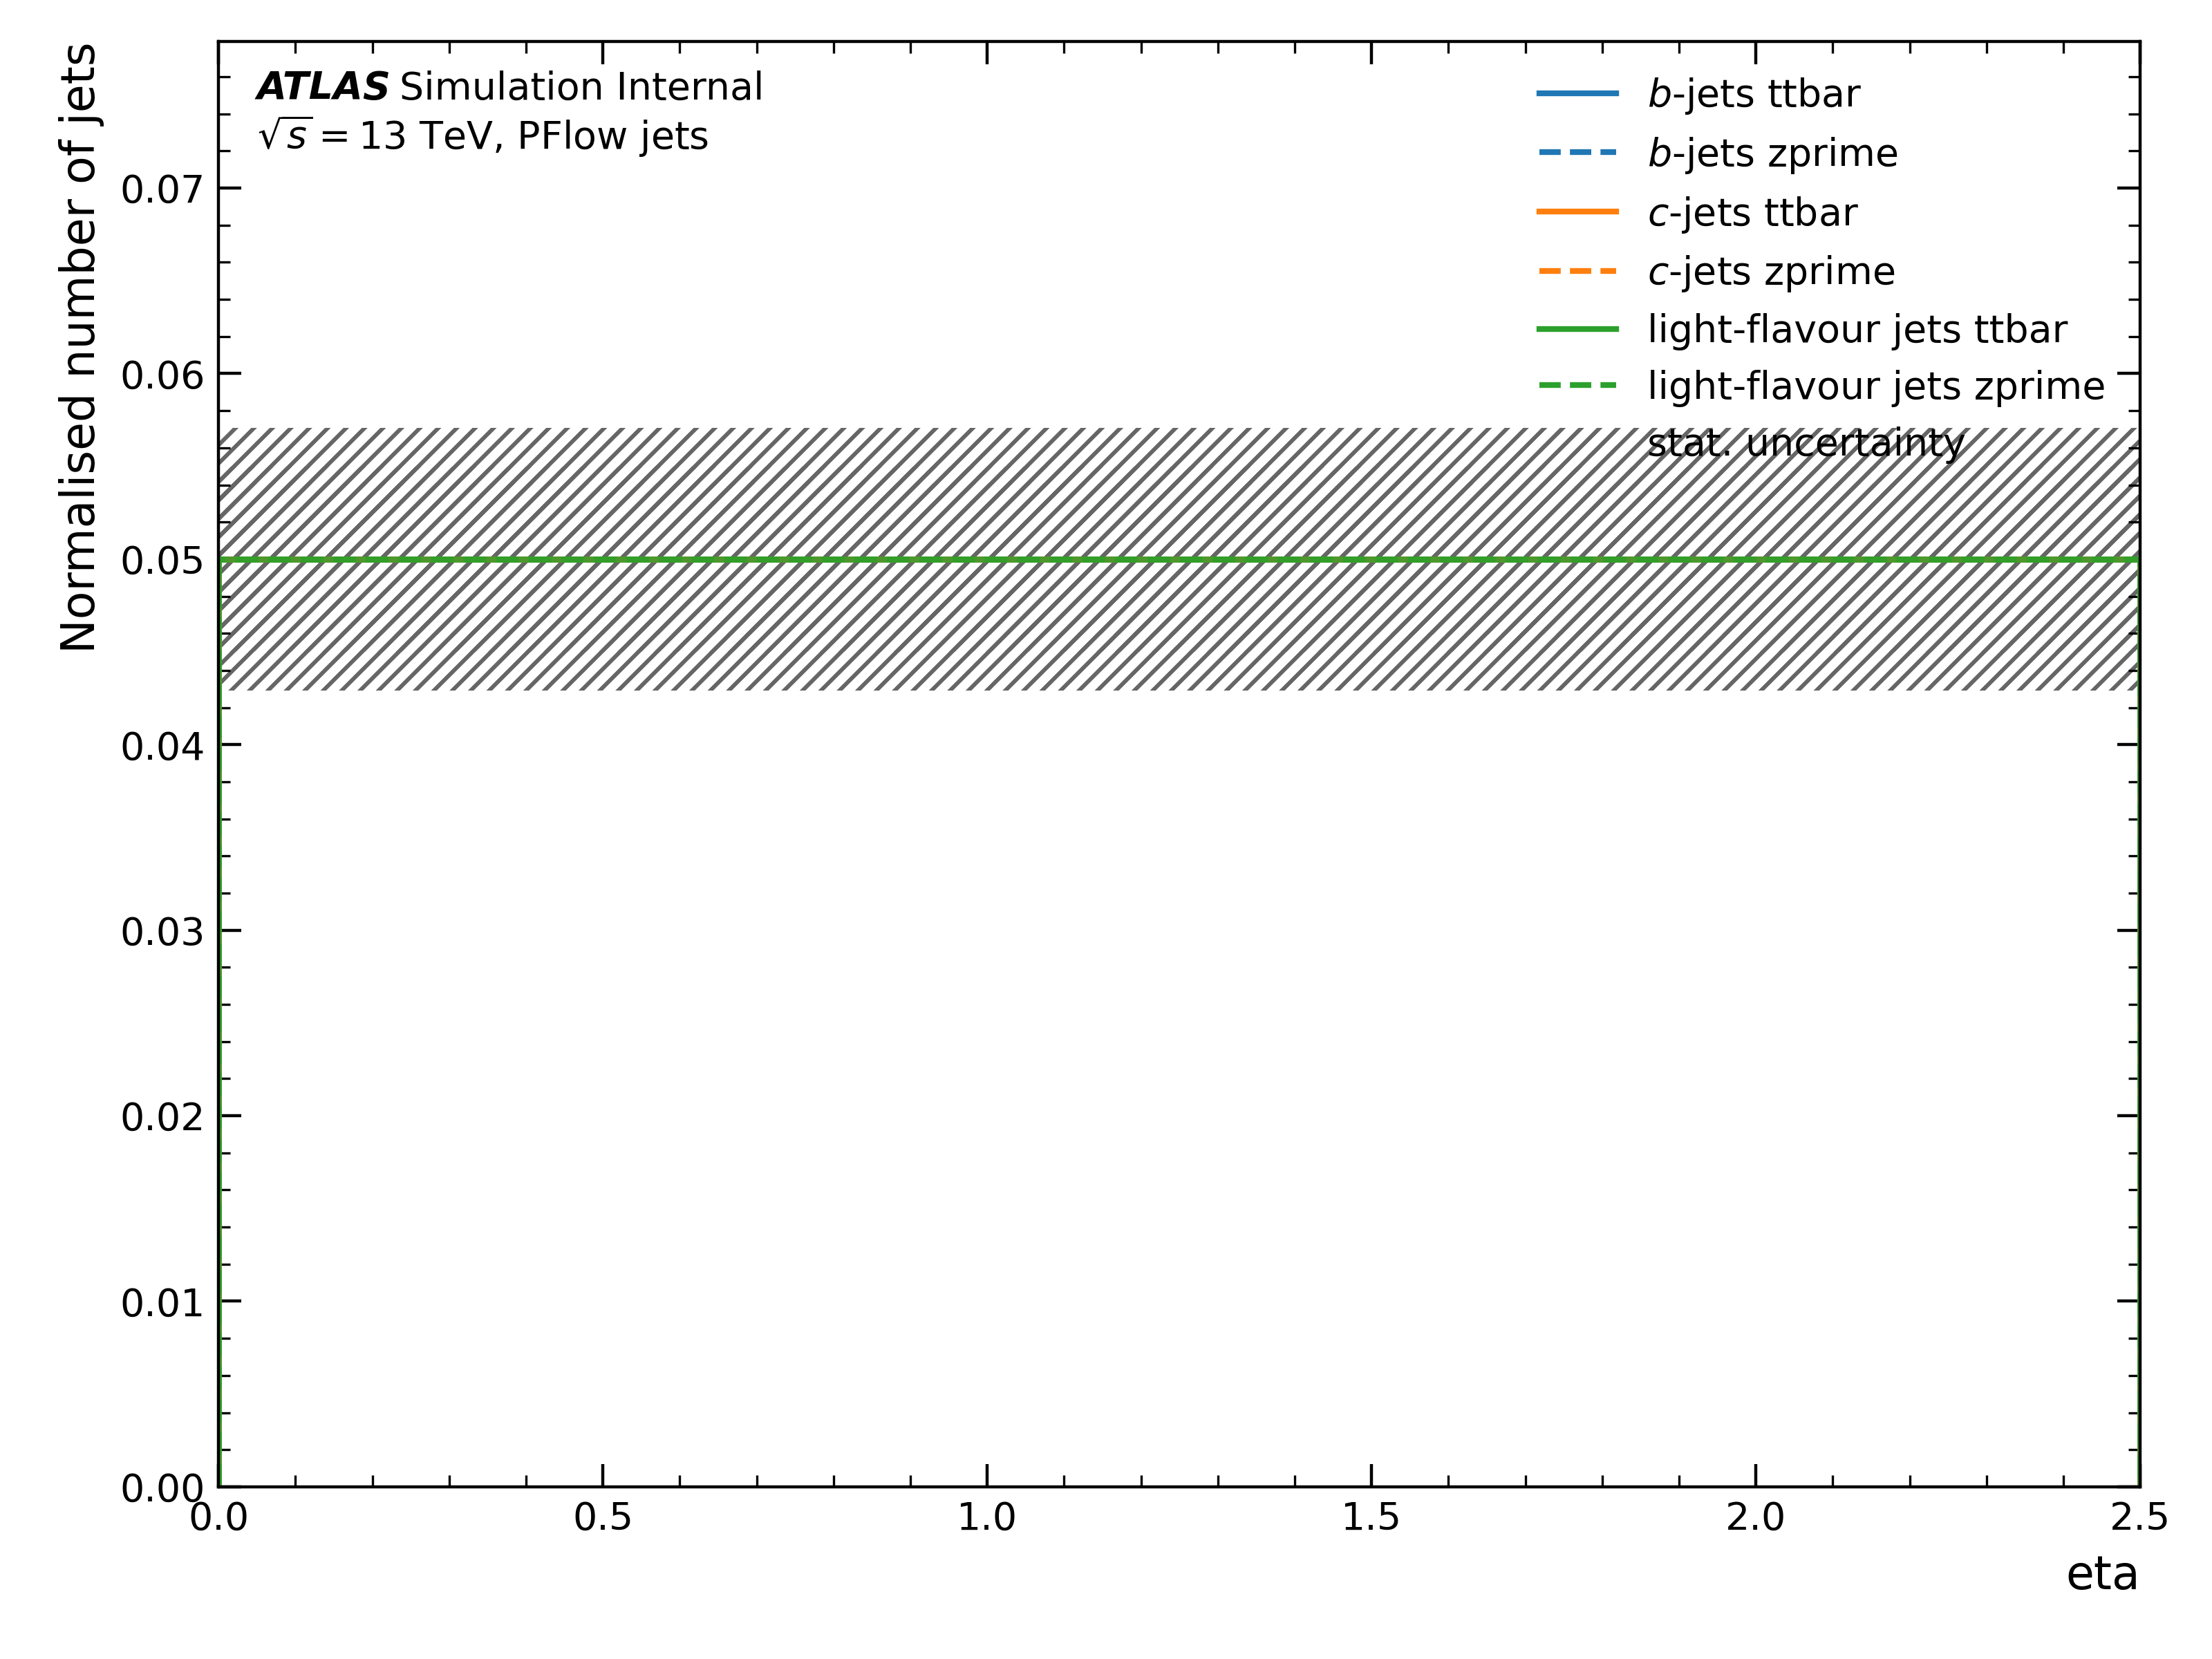 ATLAS Simulation Internal
√s = 13 TeV, PFlow jets
b-jets ttbar
b-jets zprime
c-jets ttbar
c-jets zprime
light-flavour jets ttbar
light-flavour jets zprime
stat. uncertainty
Normalised number of jets
0.07
0.06
0.05
0.04
0.03
0.02
0.01
0.00
0.0 0.5 1.0 1.5 2.0 2.5
eta